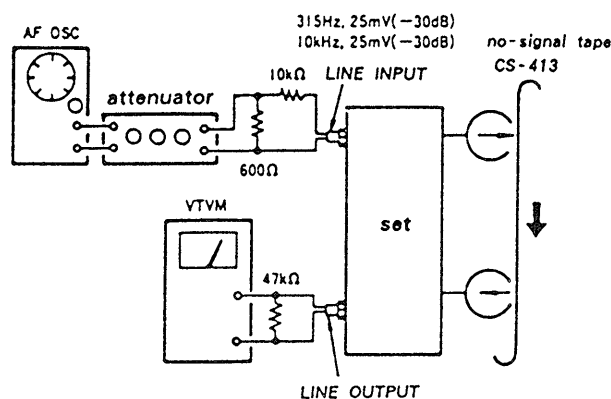 315Hz, 25mV(−30dB)
10kHz, 25mV(−30dB)
no-signal tape
CS-413
AF OSC
attenuator
10kΩ
LINE INPUT
600Ω
set
VTVM
47kΩ
LINE OUTPUT